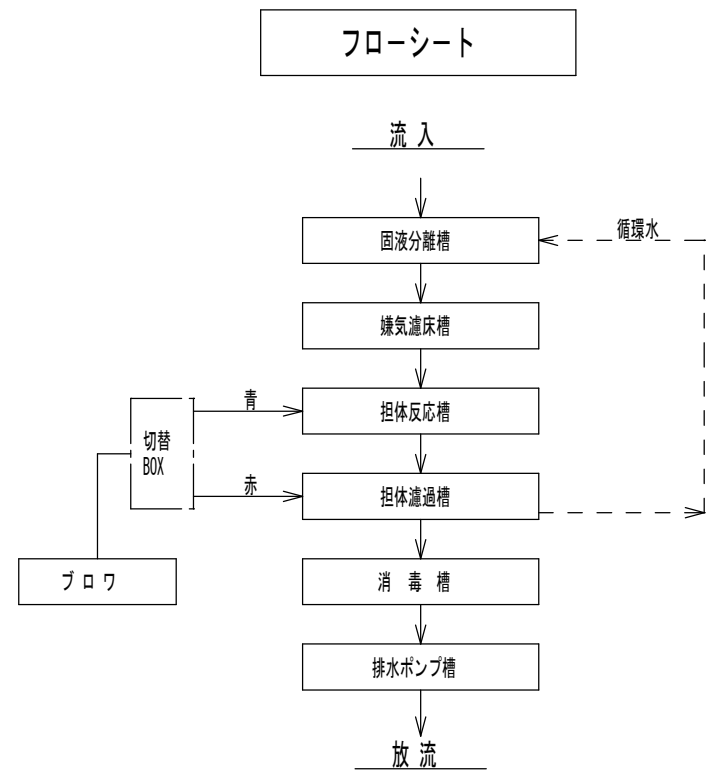 フローシート
流入
固液分離槽
循環水
嫌気濾床槽
青
担体反応槽
切替
BOX
赤
担体濾過槽
ブロワ
消毒槽
排水ポンプ槽
放流